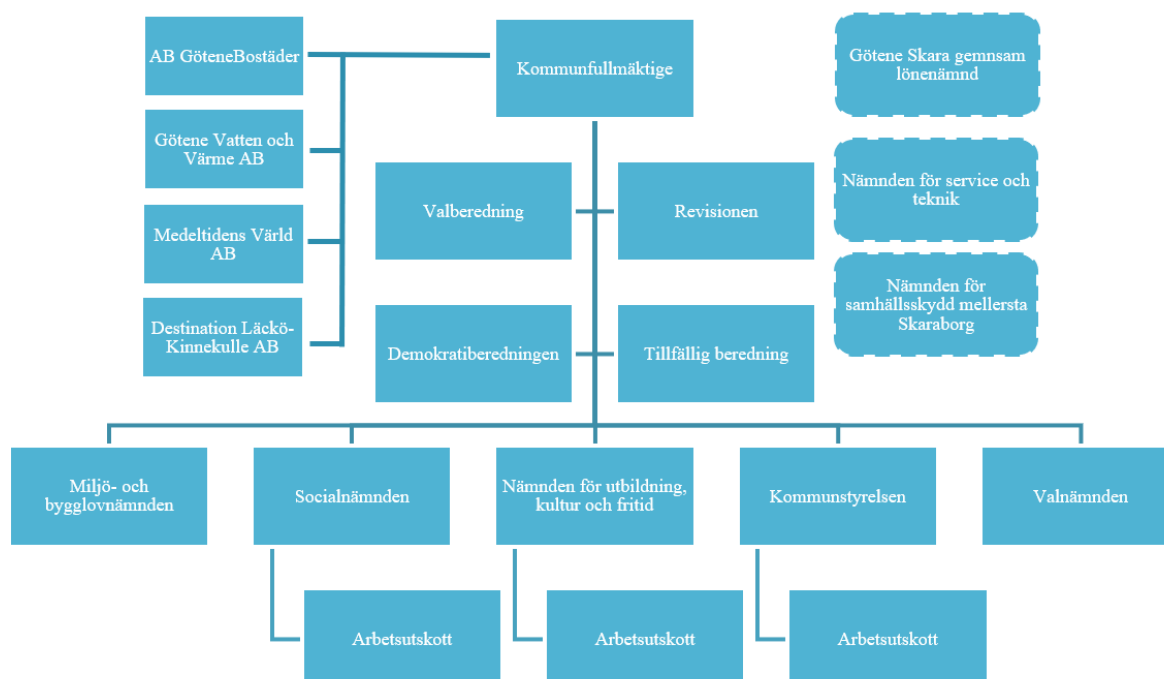 AB GöteneBostäder
Kommunfullmäktige
Götene Skara gemnsam
lönenämnd
Götene Vatten och
Värme AB
Valberedning
Revisionen
Nämnden för service och
teknik
Medeltidens Värld
AB
Nämnden för
samhällsskydd mellersta
Skaraborg
Destination Läckö-
Kinnekulle AB
Demokratiberedningen
Tillfällig beredning
Miljö- och
bygglovnämnden
Socialnämnden
Nämnden för utbildning,
kultur och fritid
Kommunstyrelsen
Valnämnden
Arbetsutskott
Arbetsutskott
Arbetsutskott